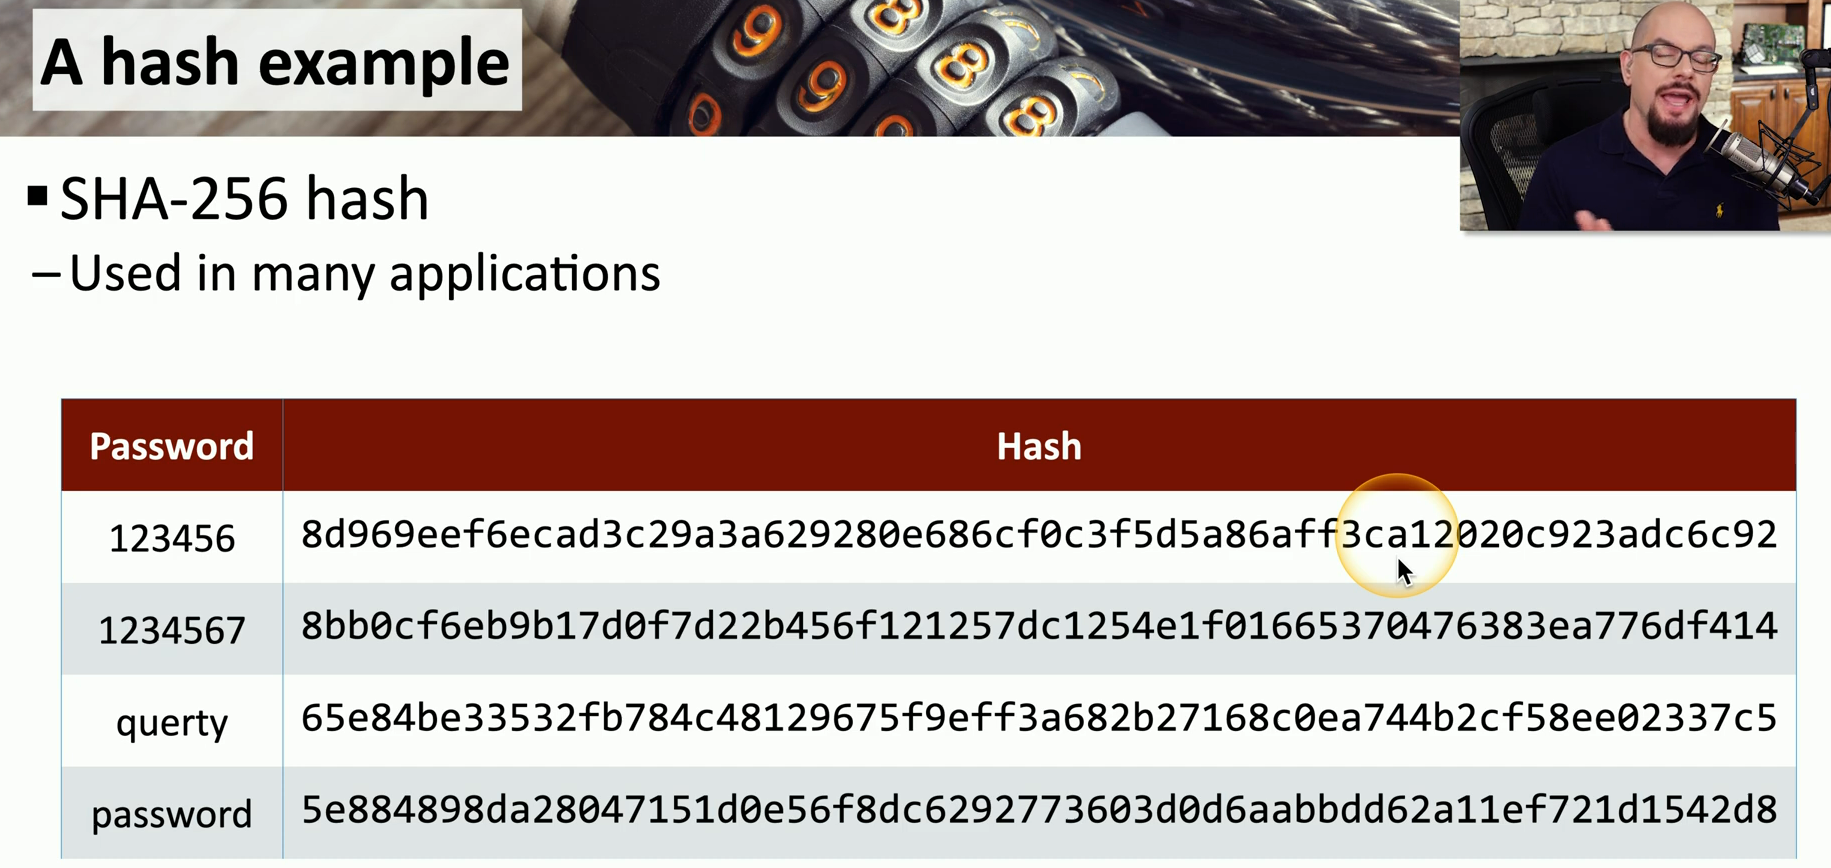 A hash example
▪ SHA-256 hash
– Used in many applications
Password Hash
123456 8d969eef6ecad3c29a3a629280e686cf0c3f5d5a86aff3ca12020c923adc6c92
1234567 8bb0cf6eb9b17d0f7d22b456f121257dc1254e1f01665370476383ea776df414
querty 65e84be33532fb784c48129675f9eff3a682b27168c0ea744b2cf58ee02337c5
password 5e884898da28047151d0e56f8dc6292773603d0d6aabbdd62a11ef721d1542d8